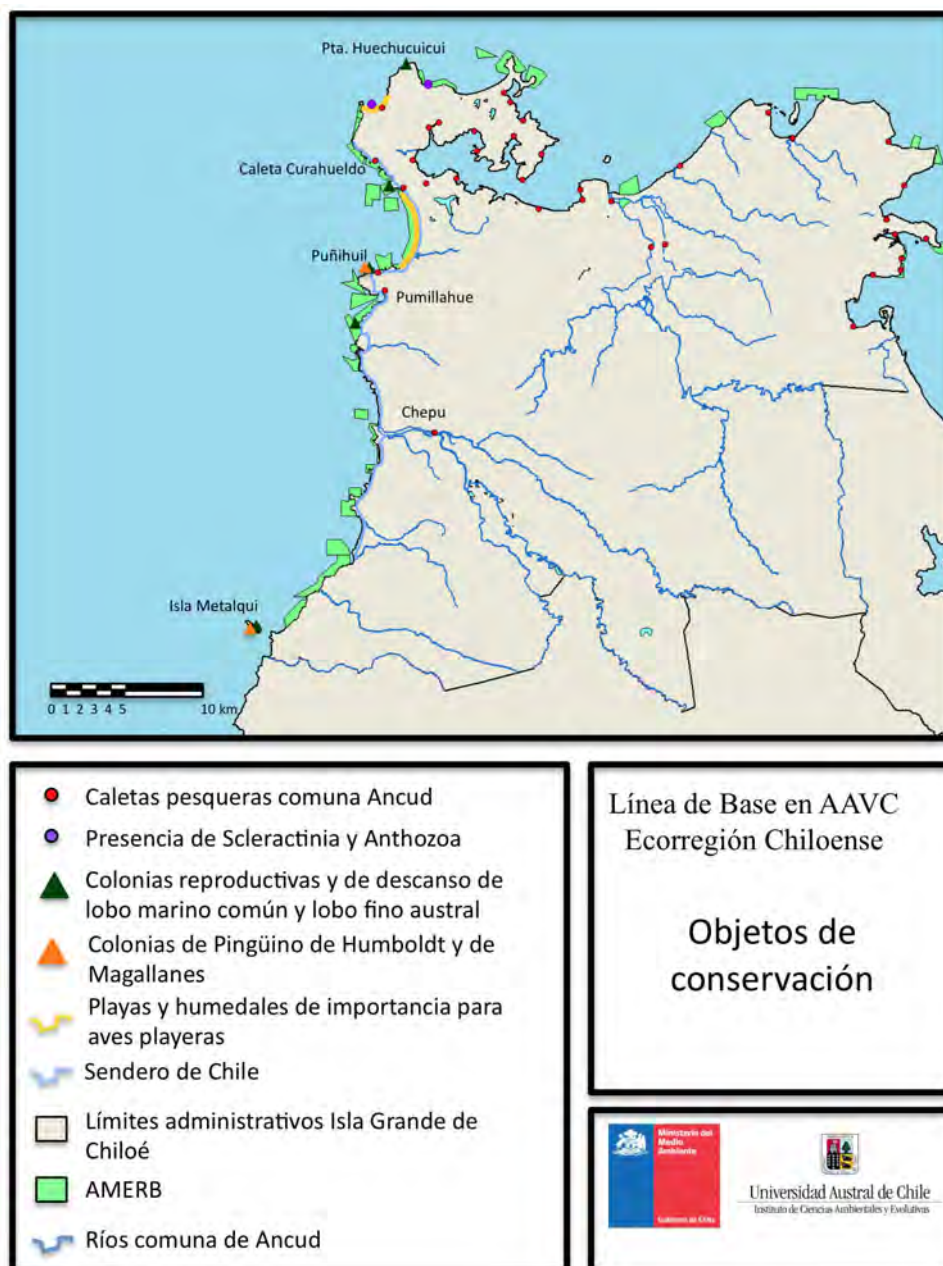 Pta. Huechucuicui
Caleta Curahueldo
Puñihuil
Pumillahue
Chepu
Isla Metalqui
0 1 2 3 4 5 10 km
Caletas pesqueras comuna Ancud
Presencia de Scleractinia y Anthozoa
Colonias reproductivas y de descanso de
lobo marino común y lobo fino austral
Colonias de Pingüino de Humboldt y de
Magallanes
Playas y humedales de importancia para
aves playeras
Sendero de Chile
Límites administrativos Isla Grande de
Chiloé
AMERB
Ríos comuna de Ancud
Línea de Base en AAVC
Ecorregión Chiloense
Objetos de
conservación
Ministerio del
Medio
Ambiente
Gobierno de Chile
Universidad Austral de Chile
Instituto de Ciencias Ambientales y Evolutivas